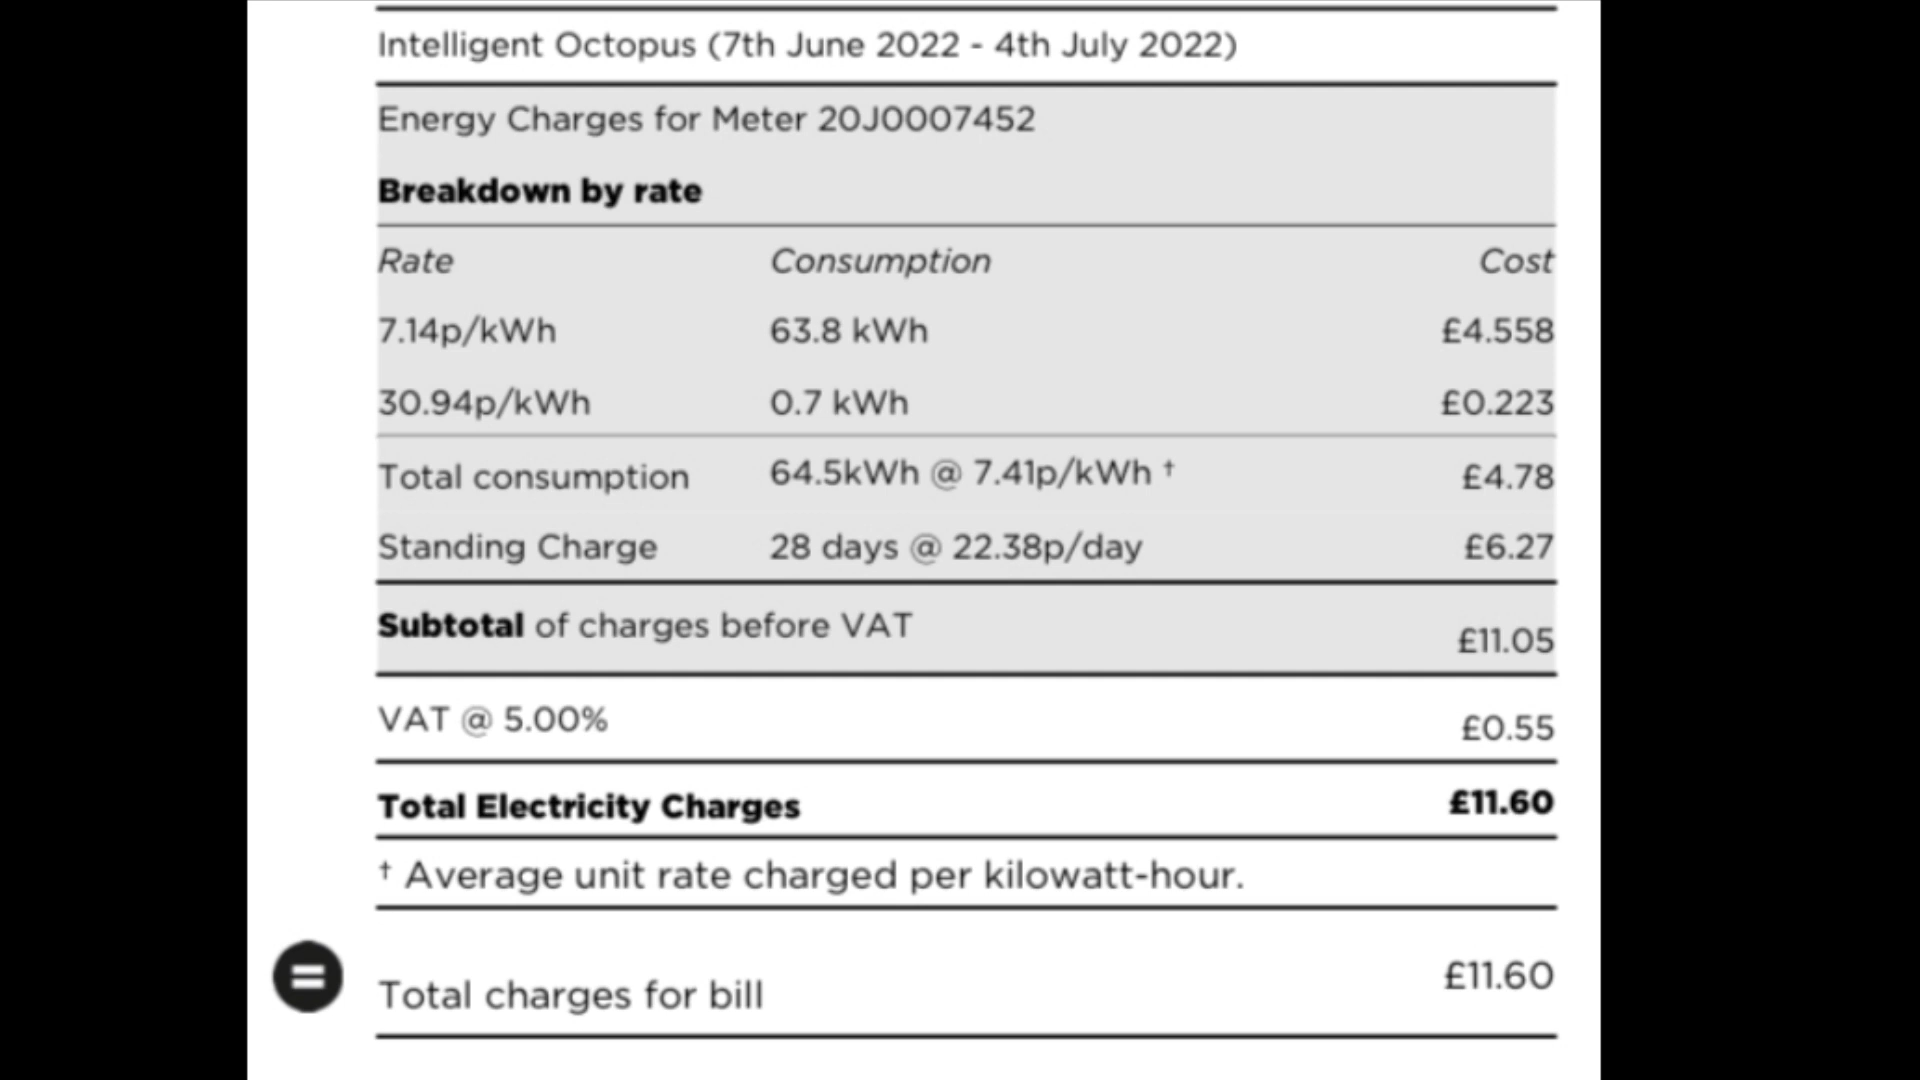 Intelligent Octopus (7th June 2022 - 4th July 2022)
Energy Charges for Meter 20J0007452
Breakdown by rate
Rate Consumption Cost
7.14p/kWh 63.8 kWh £4.558
30.94p/kWh 0.7 kWh £0.223
Total consumption 64.5kWh @ 7.41p/kWh † £4.78
Standing Charge 28 days @ 22.38p/day £6.27
Subtotal of charges before VAT £11.05
VAT @ 5.00% £0.55
Total Electricity Charges £11.60
† Average unit rate charged per kilowatt-hour.
Total charges for bill £11.60